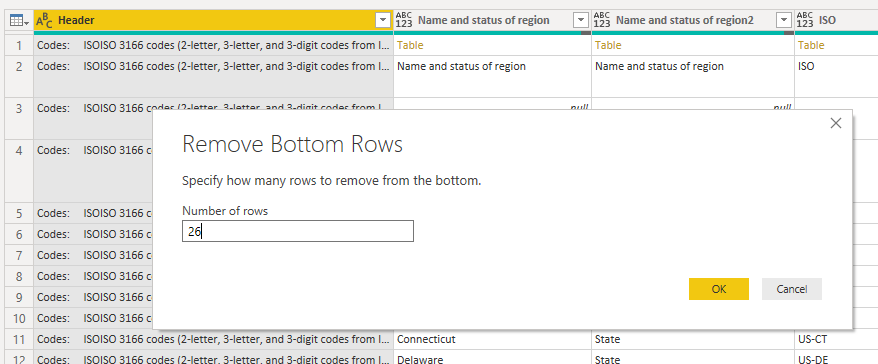 ABC Header ABC 123 Name and status of region ABC 123 Name and status of region2 ABC 123 ISO
1 Codes: ISOISO 3166 codes (2-letter, 3-letter, and 3-digit codes from I... Table Table Table
2 Codes: ISOISO 3166 codes (2-letter, 3-letter, and 3-digit codes from I... Name and status of region Name and status of region ISO
3 Codes: ISOISO 3166 codes (2-letter, 3-letter, and 3-digit codes from I... null null
Remove Bottom Rows
4 Codes: ISOISO 3166 c
Specify how many rows to remove from the bottom.
Number of rows
5 Codes: ISOISO 3166 c
26
6 Codes: ISOISO 3166 c
7 Codes: ISOISO 3166 c
8 Codes: ISOISO 3166 c
9 Codes: ISOISO 3166 c
OK Cancel
10 Codes: ISOISO 3166 c
11 Codes: ISOISO 3166 codes (2-letter, 3-letter, and 3-digit codes from I... Connecticut State US-CT
12 Codes: ISOISO 3166 codes (2-letter, 3-letter, and 3-digit codes from I... Delaware State US-DE